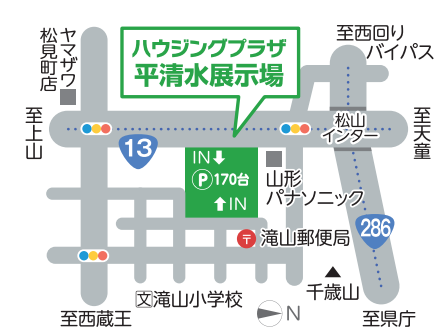 至西回り
バイパス
ヤマザワ
松見町店
ハウジングプラザ
平清水展示場
至上山
松山
インター
至天童
13
IN
P 170台
IN
山形
パナソニック
286
〒 滝山郵便局
千歳山
文 滝山小学校
N
至西蔵王
至県庁